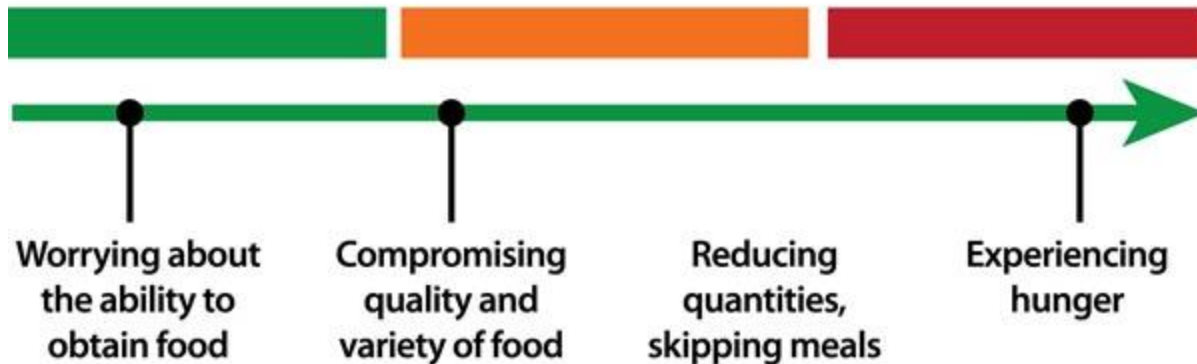 Worrying about
the ability to
obtain food
Compromising
quality and
variety of food
Reducing
quantities,
skipping meals
Experiencing
hunger